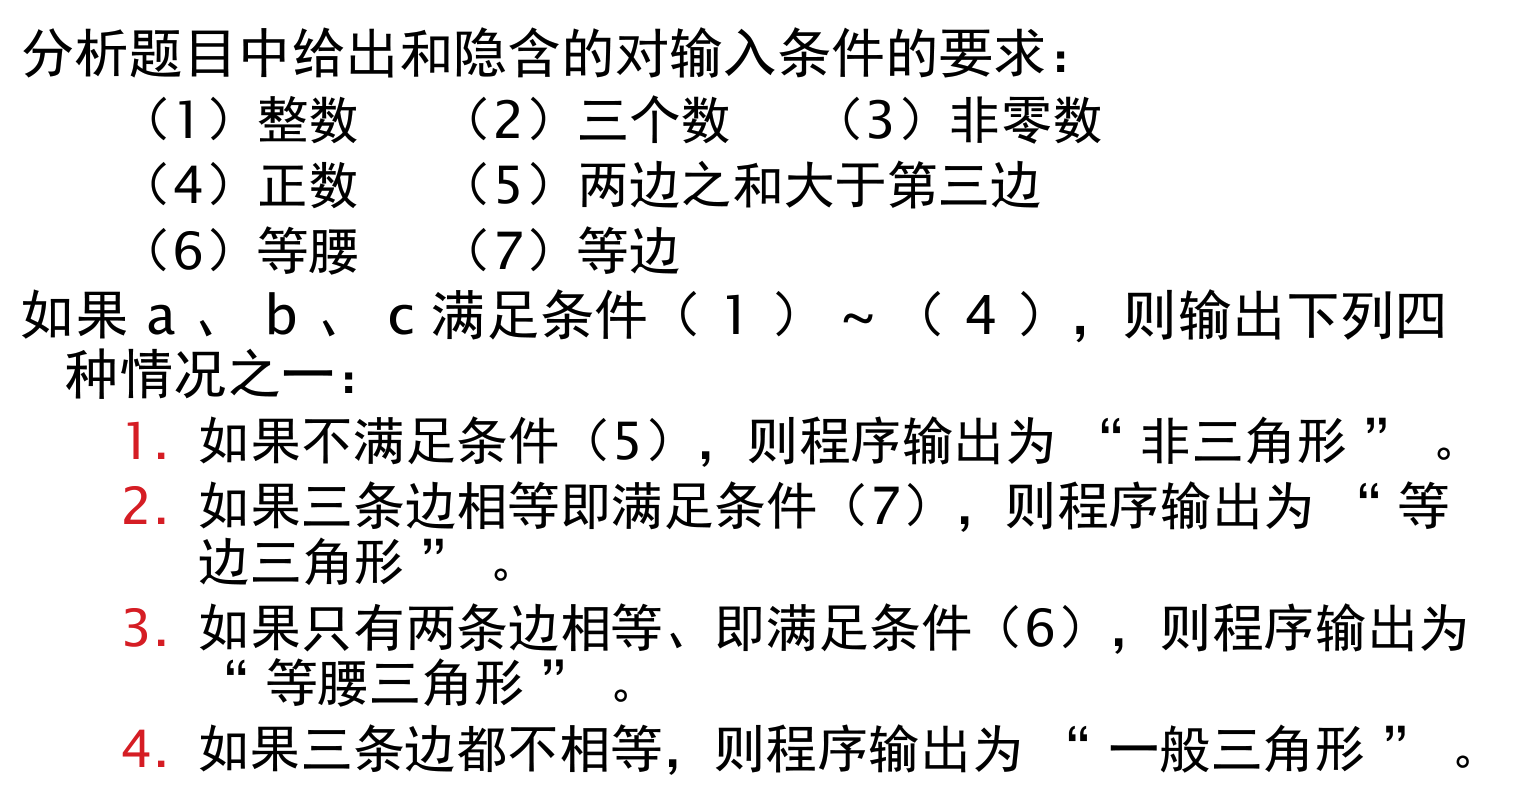 分析题目中给出和隐含的对输入条件的要求：
（1）整数 （2）三个数 （3）非零数
（4）正数 （5）两边之和大于第三边
（6）等腰 （7）等边
如果 a 、 b 、 c 满足条件（ 1 ） ~ （ 4 ），则输出下列四
种情况之一：
1. 如果不满足条件（5），则程序输出为 “ 非三角形 ” 。
2. 如果三条边相等即满足条件（7），则程序输出为 “ 等
边三角形 ” 。
3. 如果只有两条边相等、即满足条件（6），则程序输出为
“ 等腰三角形 ” 。
4. 如果三条边都不相等，则程序输出为 “ 一般三角形 ” 。